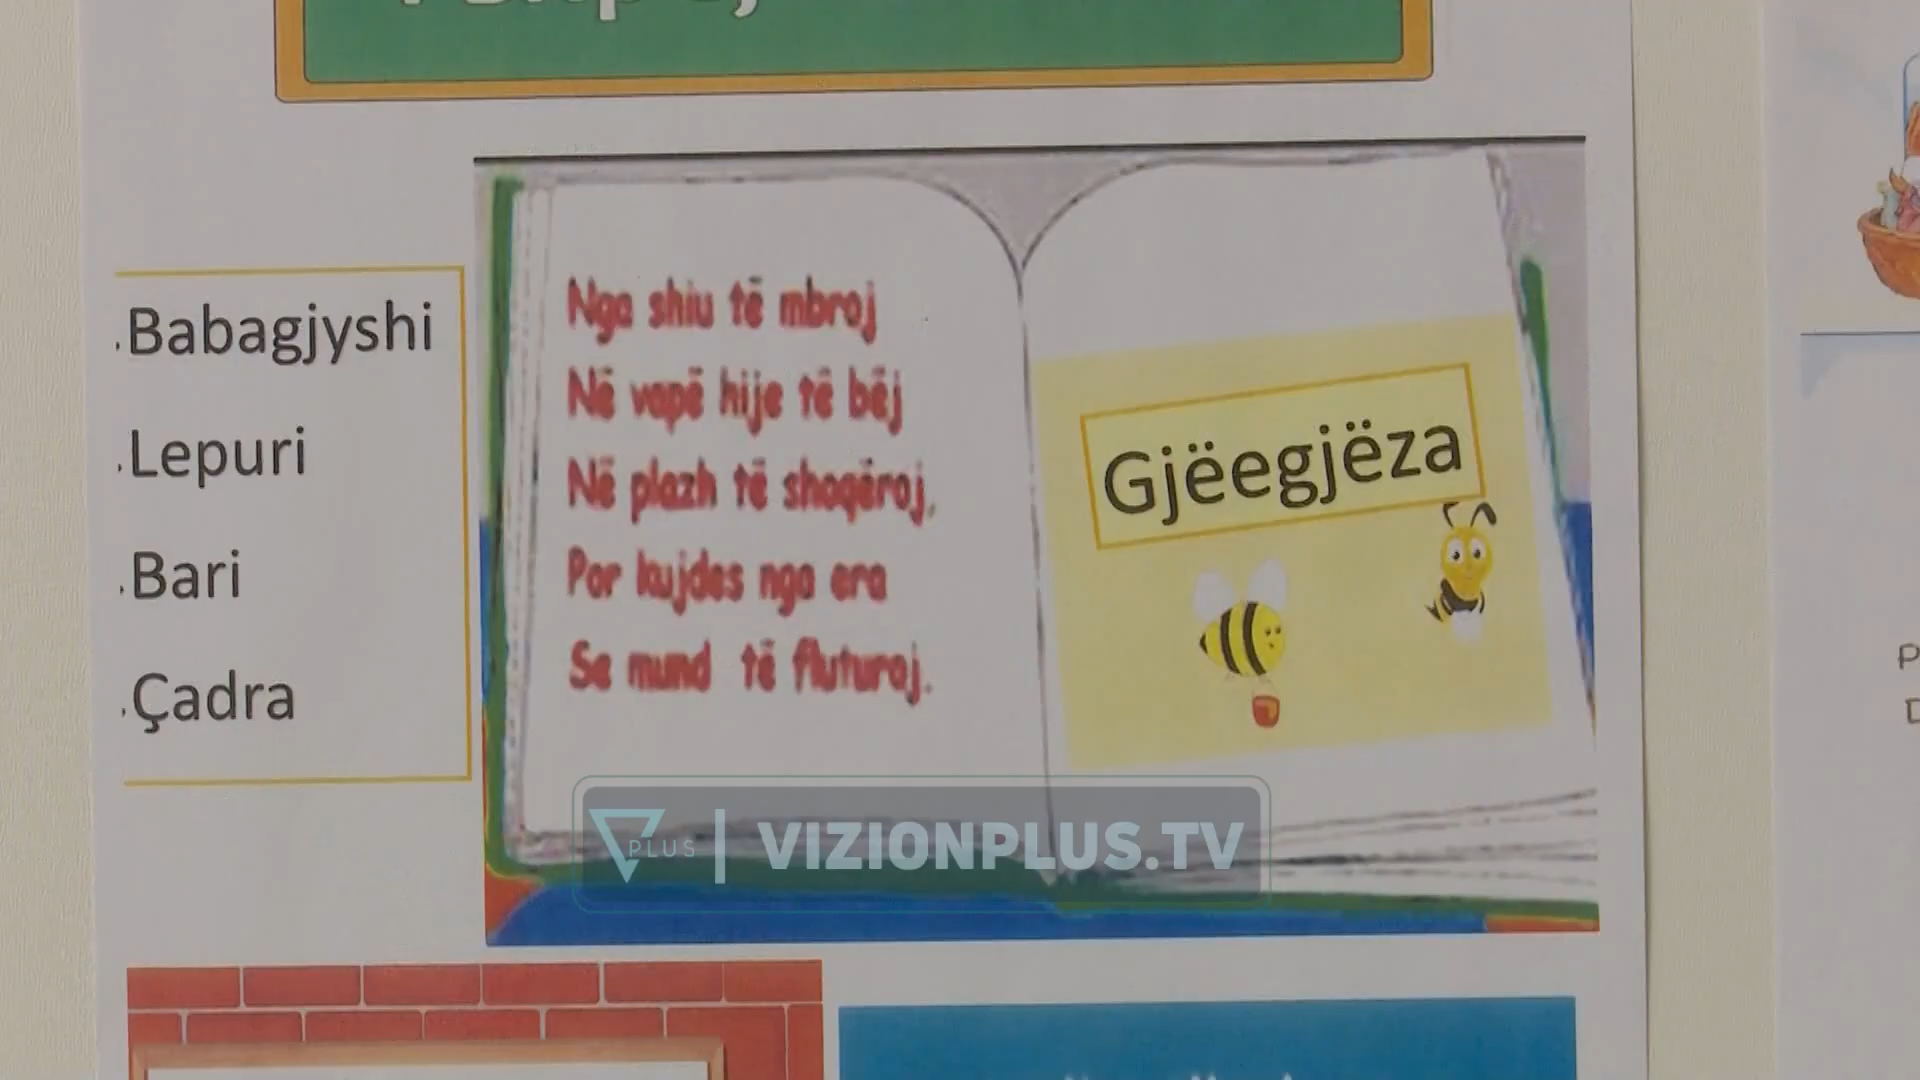 .Babagjyshi
.Lepuri
.Bari
.Çadra
Nga shiu të mbroj
Në vapë hije të bëj
Në plazh të shoqëroj,
Por kujdes nga era
Se mund të fluturoj.
Gjëegjëza
PLUS | VIZIONPLUS.TV